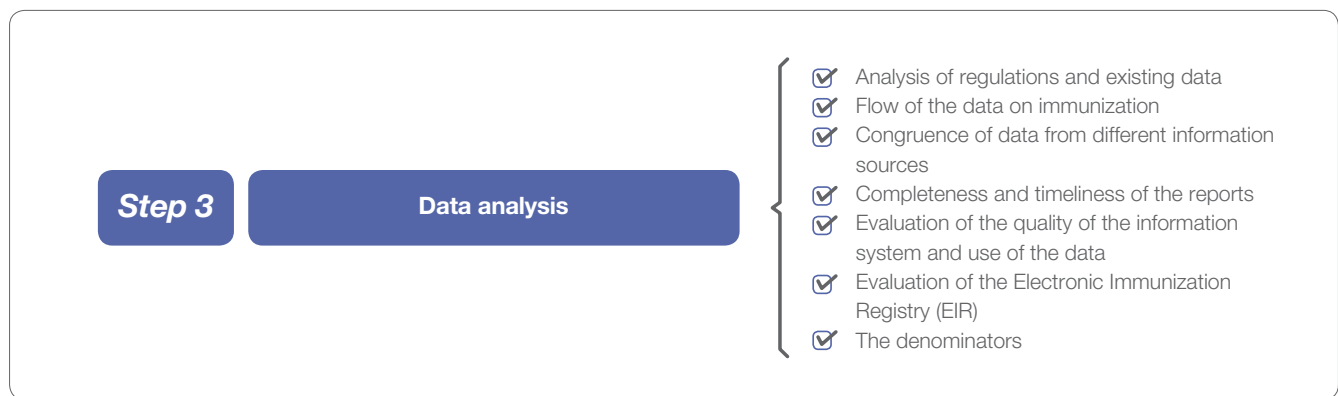 Step 3
Data analysis
Analysis of regulations and existing data
Flow of the data on immunization
Congruence of data from different information
sources
Completeness and timeliness of the reports
Evaluation of the quality of the information
system and use of the data
Evaluation of the Electronic Immunization
Registry (EIR)
The denominators